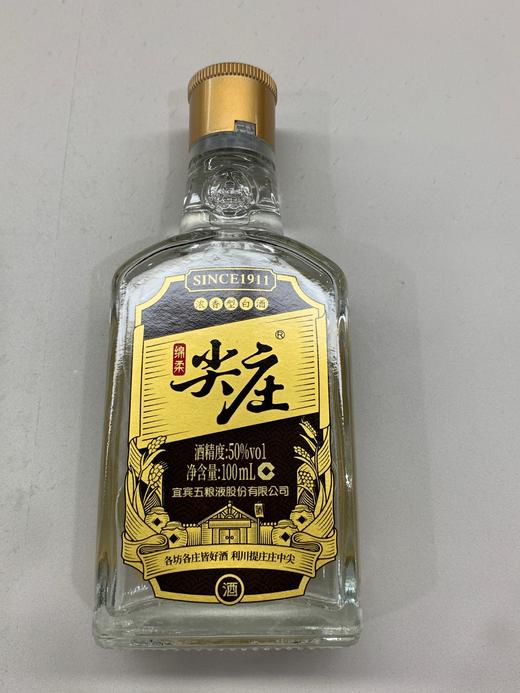 SINCE1911
浓香型白酒
绵柔
尖庄®
酒精度:50%vol
净含量:100mL
宜宾五粮液股份有限公司
酒
各坊各庄皆好酒 利川提庄庄中尖
酒